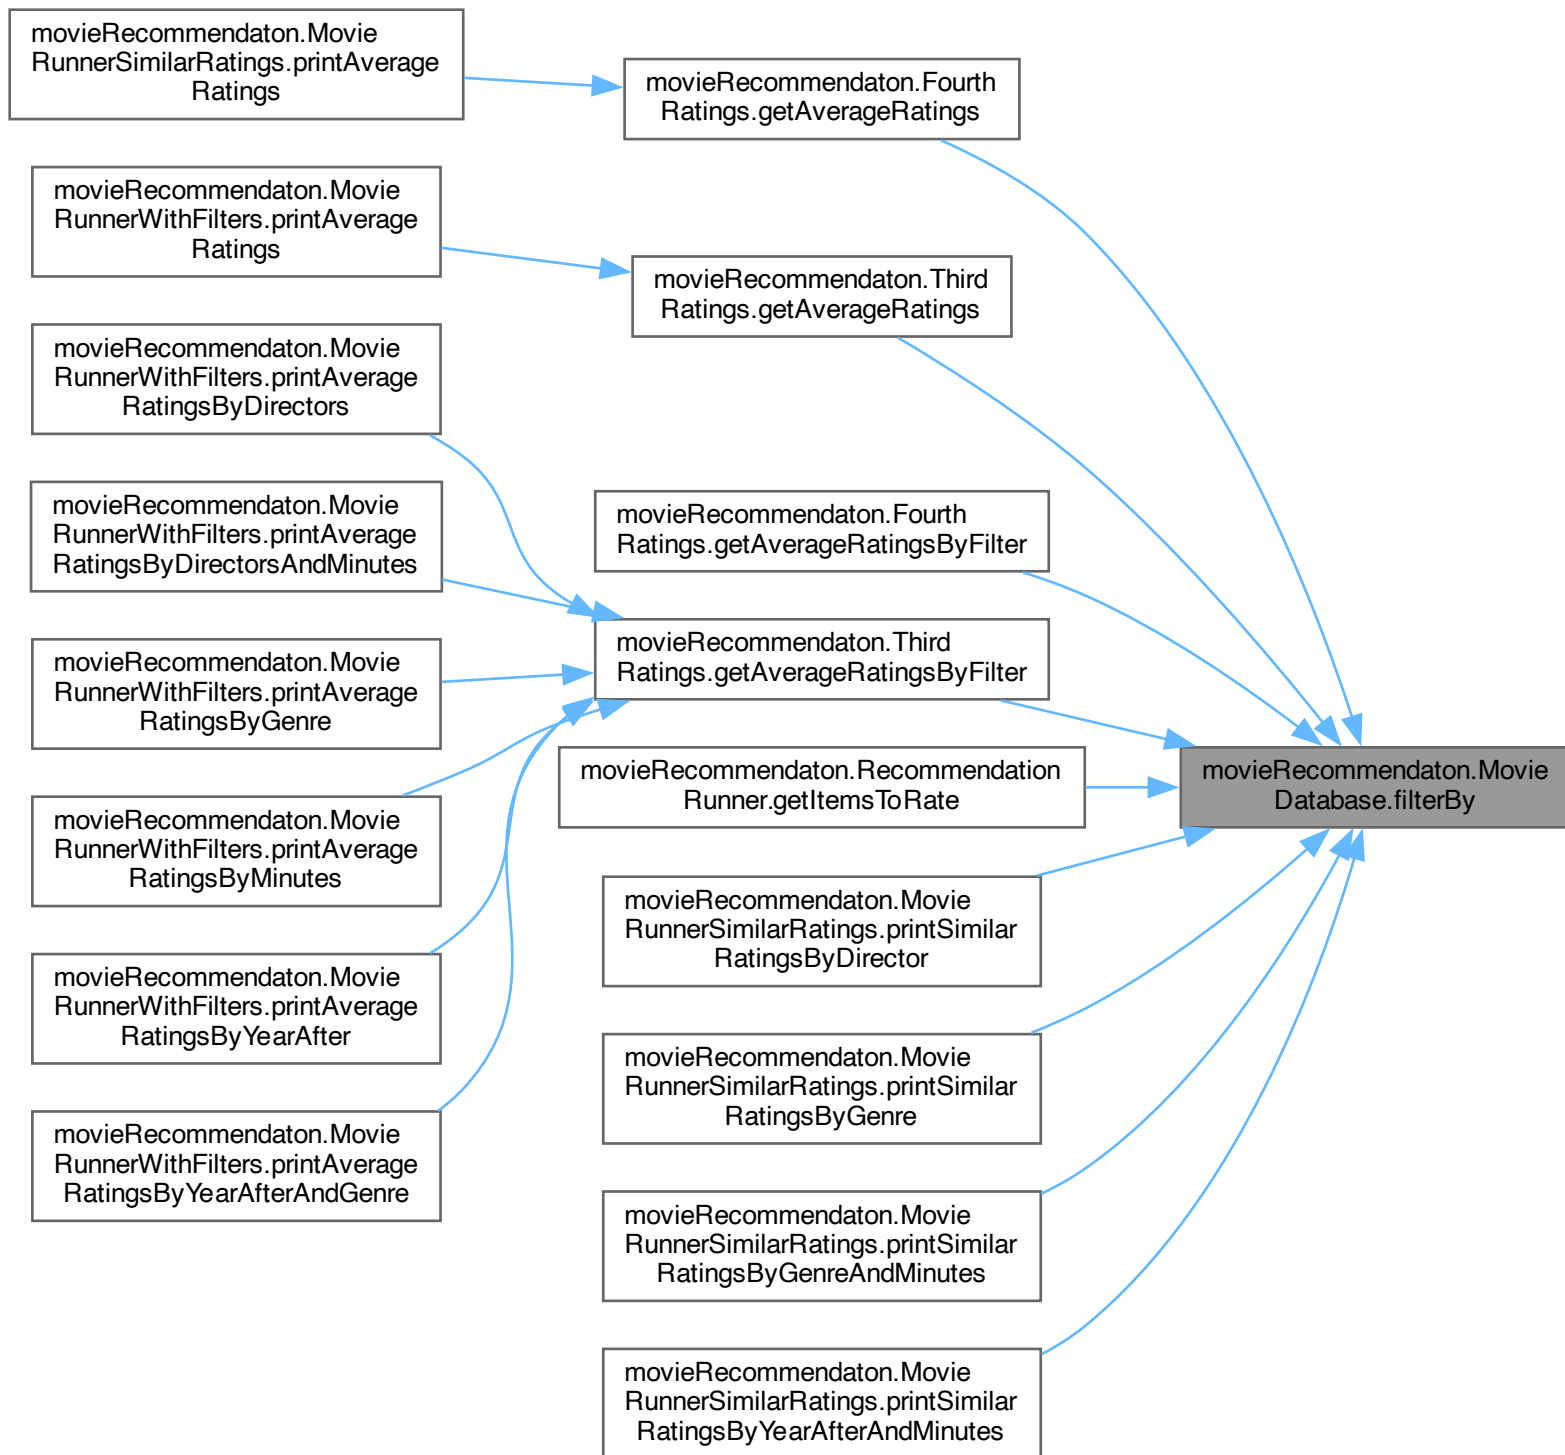 movieRecommendaton.Movie
RunnerSimilarRatings.printAverage
Ratings
movieRecommendaton.Movie
RunnerWithFilters.printAverage
Ratings
movieRecommendaton.Movie
RunnerWithFilters.printAverage
RatingsByDirectors
movieRecommendaton.Movie
RunnerWithFilters.printAverage
RatingsByDirectorsAndMinutes
movieRecommendaton.Movie
RunnerWithFilters.printAverage
RatingsByGenre
movieRecommendaton.Movie
RunnerWithFilters.printAverage
RatingsByMinutes
movieRecommendaton.Movie
RunnerWithFilters.printAverage
RatingsByYearAfter
movieRecommendaton.Movie
RunnerWithFilters.printAverage
RatingsByYearAfterAndGenre
movieRecommendaton.Fourth
Ratings.getAverageRatings
movieRecommendaton.Third
Ratings.getAverageRatings
movieRecommendaton.Fourth
Ratings.getAverageRatingsByFilter
movieRecommendaton.Third
Ratings.getAverageRatingsByFilter
movieRecommendaton.Recommendation
Runner.getItemsToRate
movieRecommendaton.Movie
RunnerSimilarRatings.printSimilar
RatingsByDirector
movieRecommendaton.Movie
RunnerSimilarRatings.printSimilar
RatingsByGenre
movieRecommendaton.Movie
RunnerSimilarRatings.printSimilar
RatingsByGenreAndMinutes
movieRecommendaton.Movie
RunnerSimilarRatings.printSimilar
RatingsByYearAfterAndMinutes
movieRecommendaton.Movie
Database.filterBy